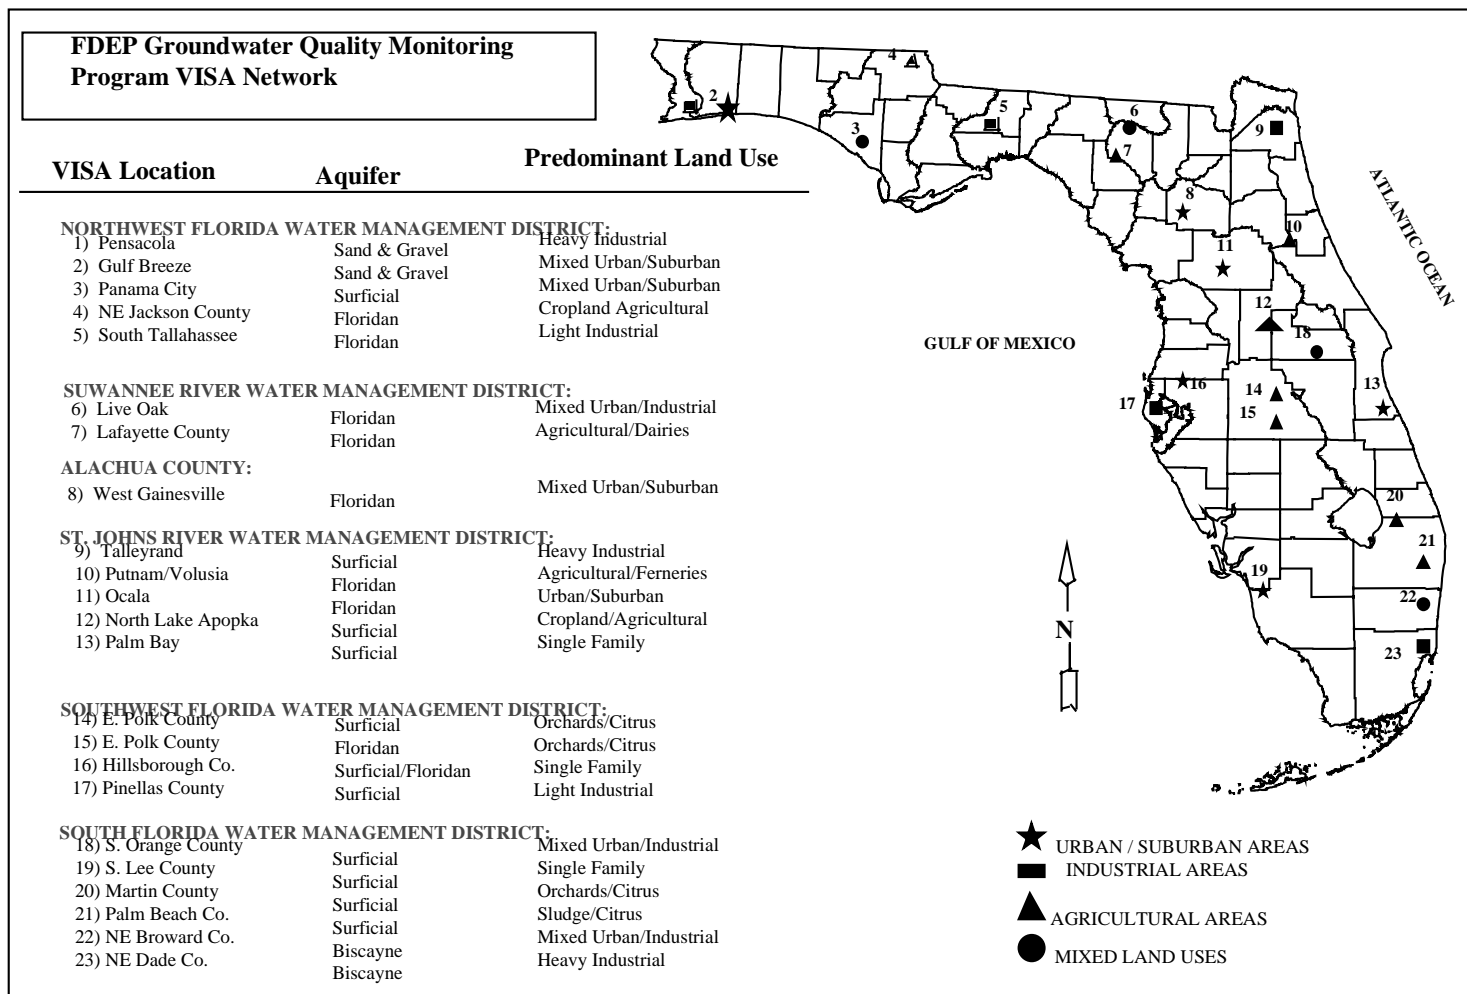 FDEP Groundwater Quality Monitoring
Program VISA Network
VISA Location Aquifer Predominant Land Use
NORTHWEST FLORIDA WATER MANAGEMENT DISTRICT:
1) Pensacola Sand & Gravel Heavy Industrial
2) Gulf Breeze Sand & Gravel Mixed Urban/Suburban
3) Panama City Surficial Mixed Urban/Suburban
4) NE Jackson County Floridan Cropland Agricultural
5) South Tallahassee Floridan Light Industrial
SUWANNEE RIVER WATER MANAGEMENT DISTRICT:
6) Live Oak Floridan Mixed Urban/Industrial
7) Lafayette County Floridan Agricultural/Dairies
ALACHUA COUNTY:
8) West Gainesville Floridan Mixed Urban/Suburban
ST. JOHNS RIVER WATER MANAGEMENT DISTRICT:
9) Talleyrand Surficial Heavy Industrial
10) Putnam/Volusia Floridan Agricultural/Ferneries
11) Ocala Floridan Urban/Suburban
12) North Lake Apopka Surficial Cropland/Agricultural
13) Palm Bay Surficial Single Family
SOUTHWEST FLORIDA WATER MANAGEMENT DISTRICT:
14) E. Polk County Surficial Orchards/Citrus
15) E. Polk County Floridan Orchards/Citrus
16) Hillsborough Co. Surficial/Floridan Single Family
17) Pinellas County Surficial Light Industrial
SOUTH FLORIDA WATER MANAGEMENT DISTRICT:
18) S. Orange County Surficial Mixed Urban/Industrial
19) S. Lee County Surficial Single Family
20) Martin County Surficial Orchards/Citrus
21) Palm Beach Co. Surficial Sludge/Citrus
22) NE Broward Co. Biscayne Mixed Urban/Industrial
23) NE Dade Co. Biscayne Heavy Industrial
4
2
5
6
3
9
7
8
10
11
12
18
16
14
13
17
15
20
21
19
22
23
ATLANTIC OCEAN
GULF OF MEXICO
N
URBAN / SUBURBAN AREAS
INDUSTRIAL AREAS
AGRICULTURAL AREAS
MIXED LAND USES